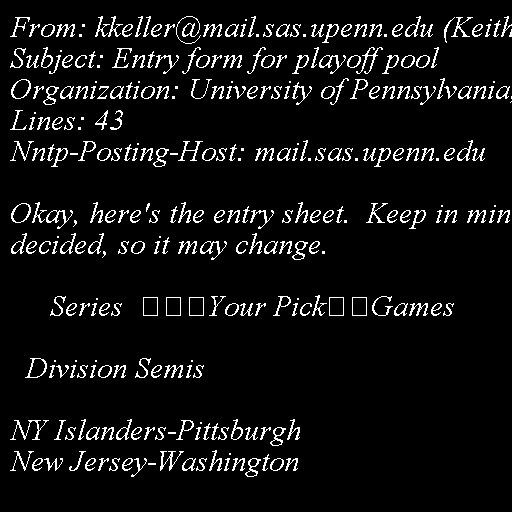 From: kkeller@mail.sas.upenn.edu (Keith
Subject: Entry form for playoff pool
Organization: University of Pennsylvania,
Lines: 43
Nntp-Posting-Host: mail.sas.upenn.edu
Okay, here's the entry sheet. Keep in min
decided, so it may change.
Series □□□Your Pick□□Games
Division Semis
NY Islanders-Pittsburgh
New Jersey-Washington